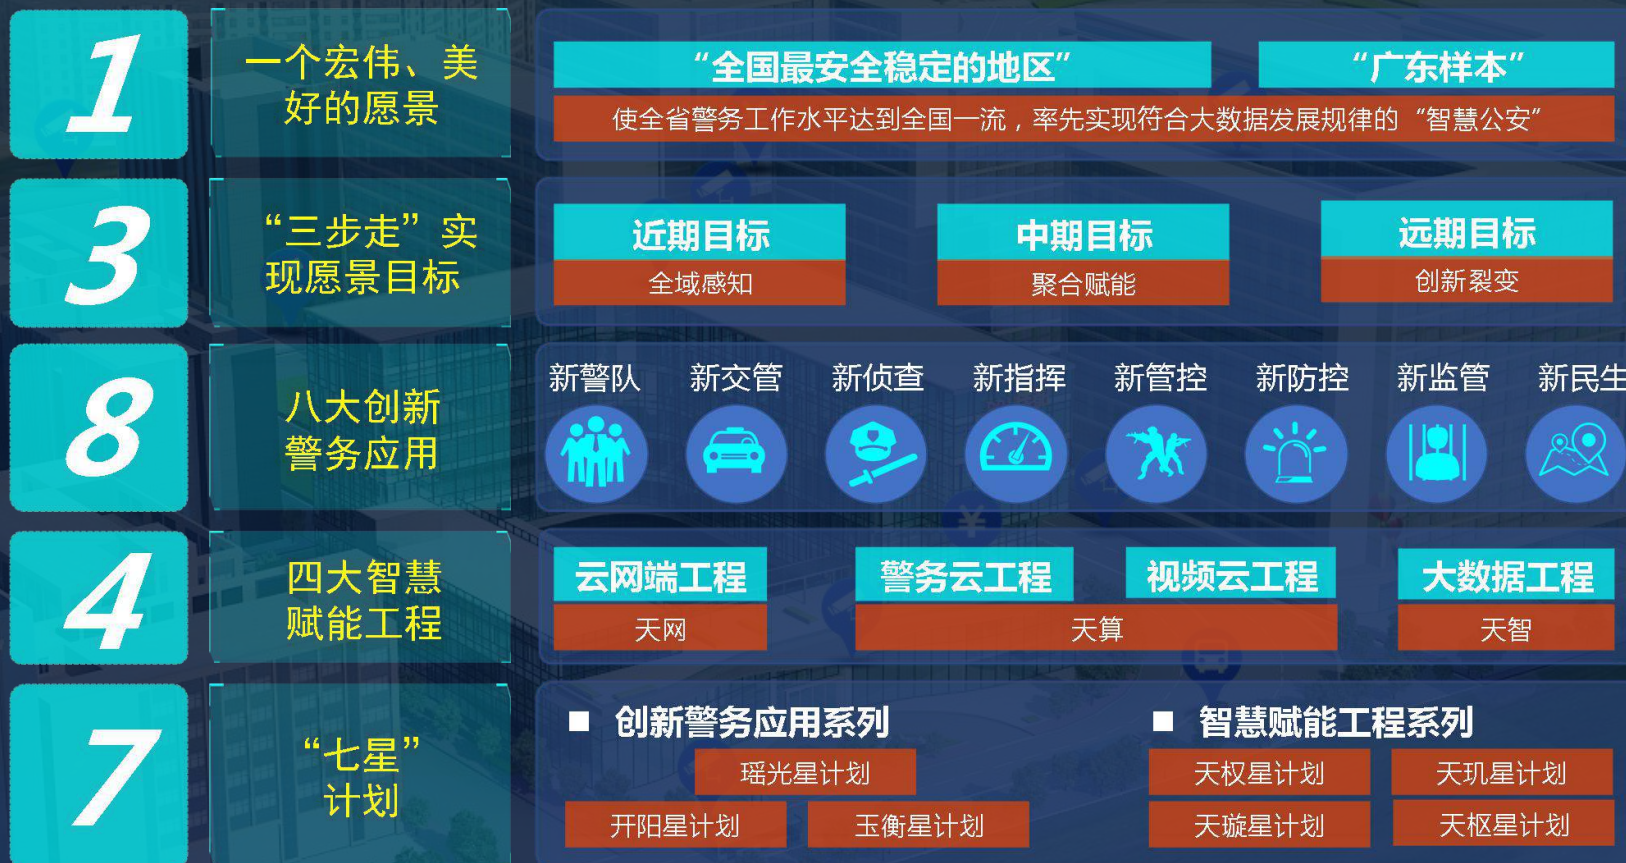 1
一个宏伟、美
好的愿景
“全国最安全稳定的地区”
“广东样本”
使全省警务工作水平达到全国一流，率先实现符合大数据发展规律的“智慧公安”
3
“三步走”实
现愿景目标
近期目标
全域感知
中期目标
聚合赋能
远期目标
创新裂变
8
八大创新
警务应用
新警队
新交管
新侦查
新指挥
新管控
新防控
新监管
新民生
4
四大智慧
赋能工程
云网端工程
天网
警务云工程
视频云工程
天算
大数据工程
天智
7
“七星”
计划
■ 创新警务应用系列
瑶光星计划
开阳星计划
玉衡星计划
■ 智慧赋能工程系列
天权星计划
天玑星计划
天璇星计划
天枢星计划
¥